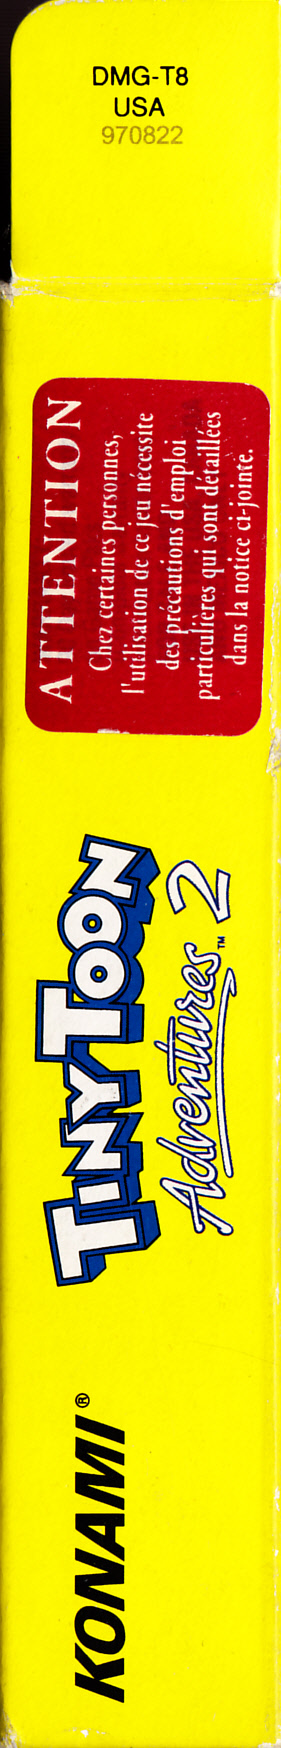 DMG-T8
USA
970822
ATTENTION
Chez certaines personnes,
l'utilisation de ce jeu nécessite
des précautions d'emploi
particulières qui sont détaillées
dans la notice ci-jointe.
TINY TOON
Adventures™ 2
KONAMI®